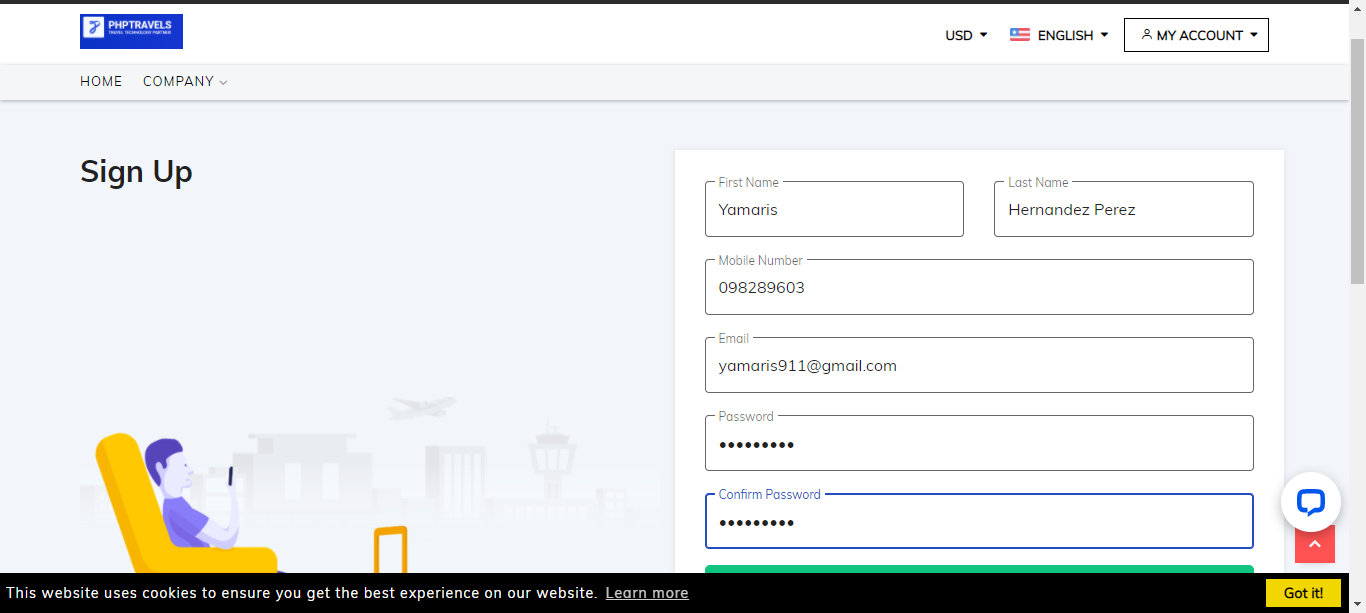 PHPTRAVELS
TRAVEL TECHNOLOGY PARTNER
USD
ENGLISH
MY ACCOUNT
HOME
COMPANY
Sign Up
First Name
Yamaris
Last Name
Hernandez Perez
Mobile Number
098289603
Email
yamaris911@gmail.com
Password
•••••••••
Confirm Password
•••••••••
This website uses cookies to ensure you get the best experience on our website. Learn more
Got it!